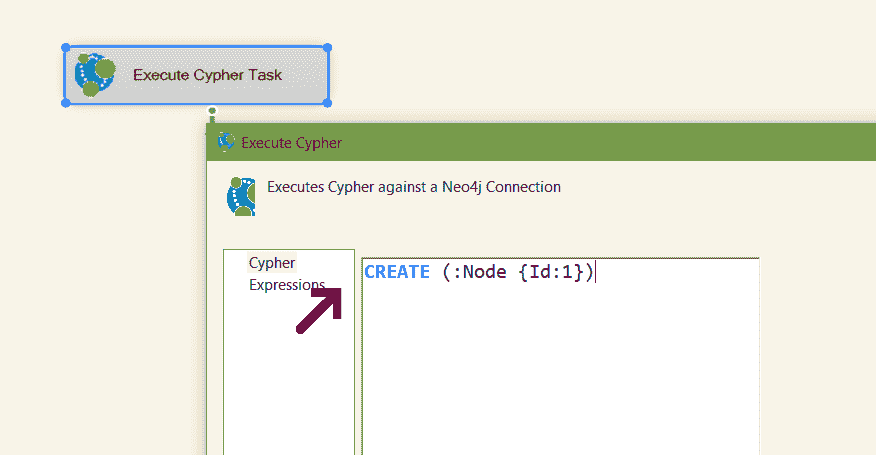 Execute Cypher Task
Execute Cypher
Executes Cypher against a Neo4j Connection
Cypher
Expressions
CREATE (:Node {Id:1})